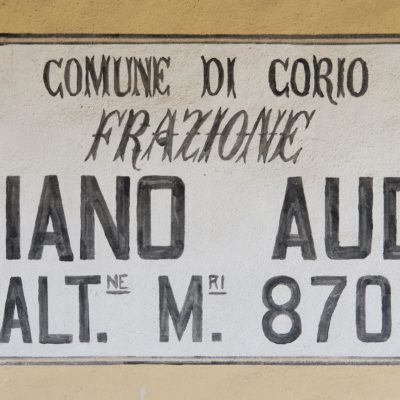 COMUNE DI CORIO
FRAZIONE
IANO AUD
ALT.NE M.RI 870